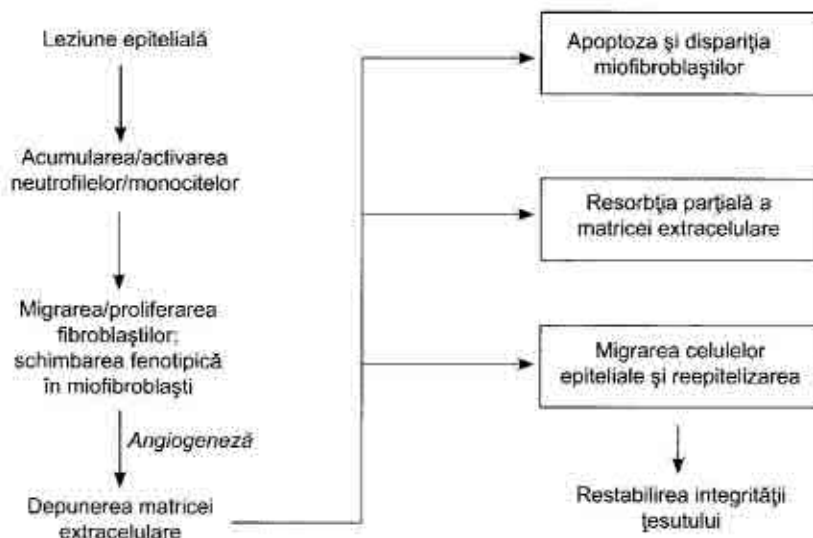 Leziune epitelială
Acumularea/activarea
neutrofilelor/monocitelor
Migrarea/proliferarea
fibroblaştilor;
schimbarea fenotipică
în miofibroblaşti
Angiogeneză
Depunerea matricei
extracelulare
Apoptoza şi dispariţia
miofibroblaştilor
Resorbţia parţială a
matricei extracelulare
Migrarea celulelor
epiteliale şi reepitelizarea
Restabilirea integrităţii
ţesutului